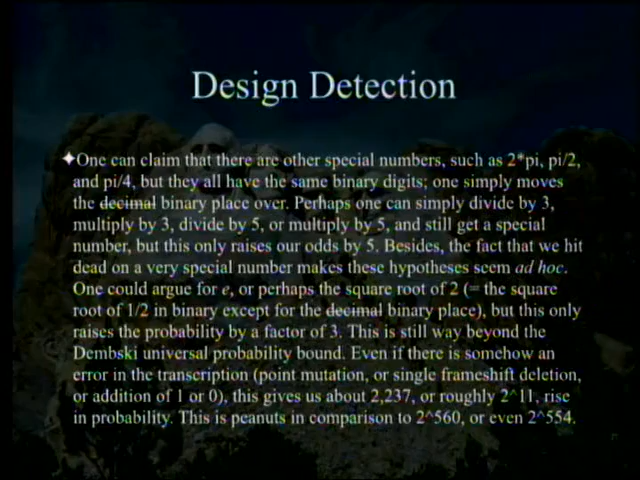 Design Detection
✦One can claim that there are other special numbers, such as 2*pi, pi/2,
and pi/4, but they all have the same binary digits; one simply moves
the decimal binary place over. Perhaps one can simply divide by 3,
multiply by 3, divide by 5, or multiply by 5, and still get a special
number, but this only raises our odds by 5. Besides, the fact that we hit
dead on a very special number makes these hypotheses seem ad hoc.
One could argue for e, or perhaps the square root of 2 (= the square
root of 1/2 in binary except for the decimal binary place), but this only
raises the probability by a factor of 3. This is still way beyond the
Dembski universal probability bound. Even if there is somehow an
error in the transcription (point mutation, or single frameshift deletion,
or addition of 1 or 0), this gives us about 2,237, or roughly 2^11, rise
in probability. This is peanuts in comparison to 2^560, or even 2^554.